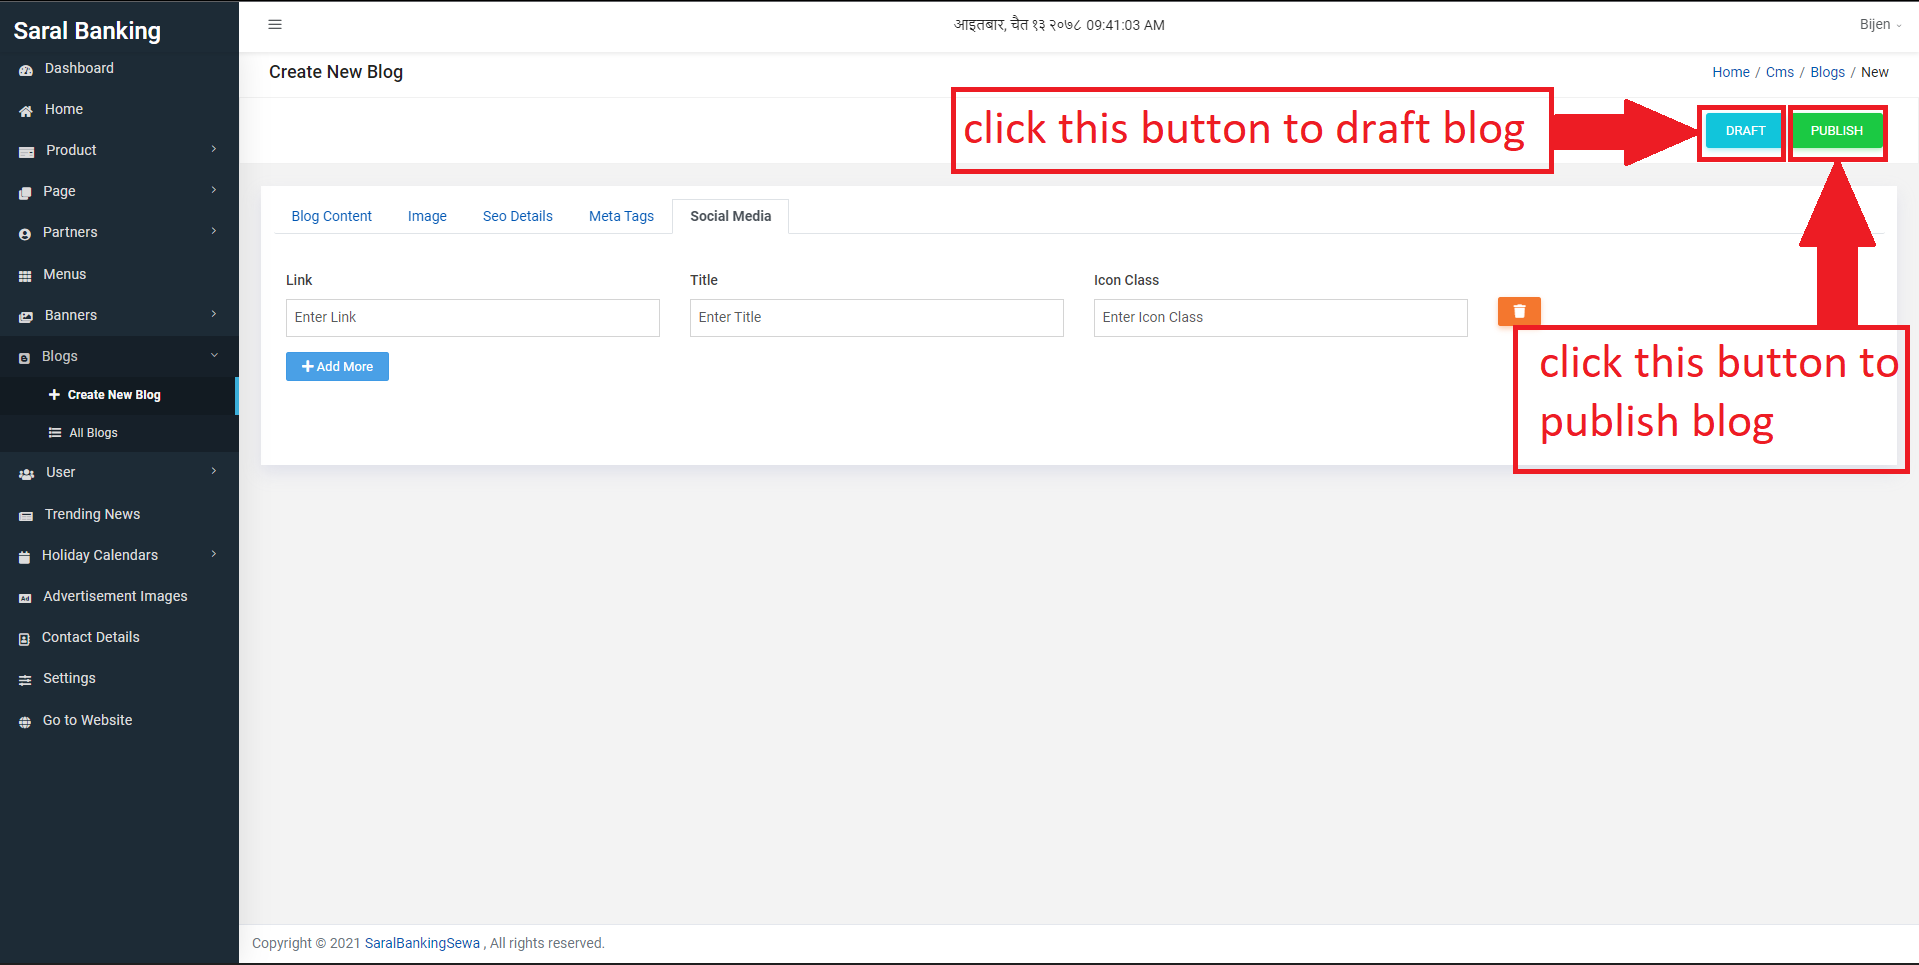 Saral Banking
आइतबार, चैत १३ २०७८ 09:41:03 AM
Bijen
Dashboard
Home
Product
Page
Partners
Menus
Banners
Blogs
Create New Blog
All Blogs
User
Trending News
Holiday Calendars
Ad
Advertisement Images
Contact Details
Settings
Go to Website
Create New Blog
Home / Cms / Blogs / New
click this button to draft blog
DRAFT
PUBLISH
Blog Content
Image
Seo Details
Meta Tags
Social Media
Link
Title
Icon Class
Enter Link
Enter Title
Enter Icon Class
Add More
click this button to
publish blog
Copyright © 2021 SaralBankingSewa , All rights reserved.